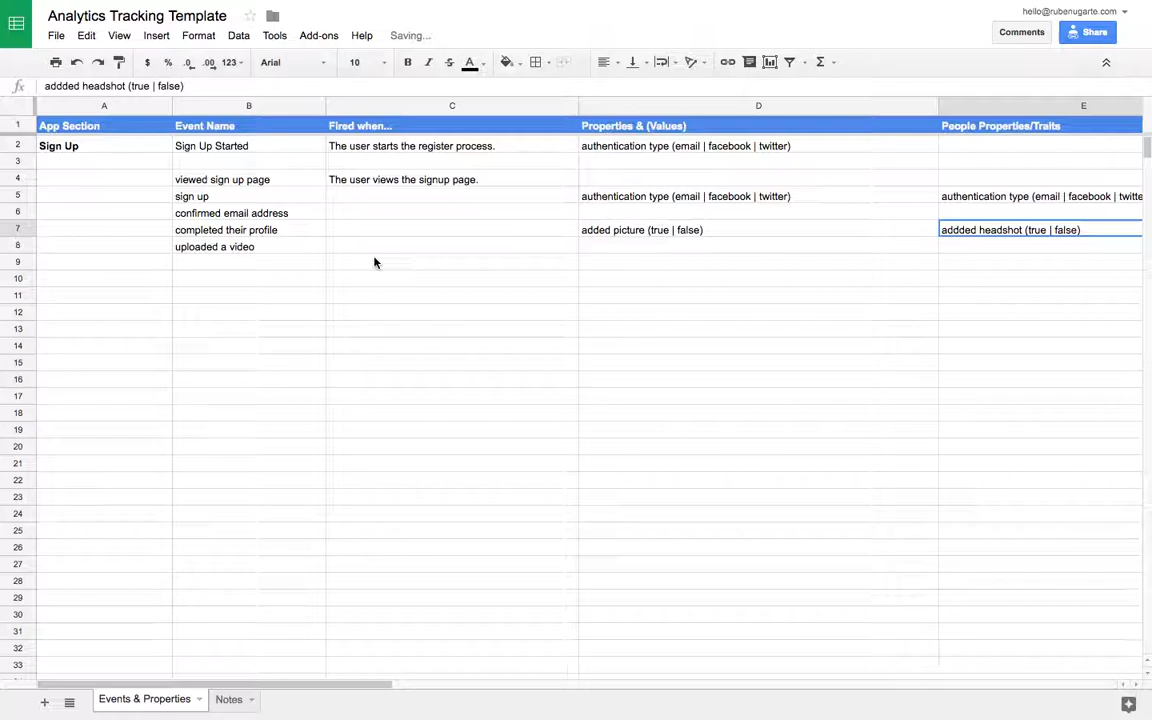 Analytics Tracking Template
hello@rubenugarte.com
File Edit View Insert Format Data Tools Add-ons Help Saving...
Comments Share
$ % .0 .00 123 Arial 10 B I S A
fx addded headshot (true | false)
A B C D E
1 App Section Event Name Fired when... Properties & (Values) People Properties/Traits
2 Sign Up Sign Up Started The user starts the register process. authentication type (email | facebook | twitter)
3
4 viewed sign up page The user views the signup page.
5 sign up authentication type (email | facebook | twitter) authentication type (email | facebook | twitte
6 confirmed email address
7 completed their profile added picture (true | false) addded headshot (true | false)
8 uploaded a video
9
10
11
12
13
14
15
16
17
18
19
20
21
22
23
24
25
26
27
28
29
30
31
32
33
Events & Properties Notes